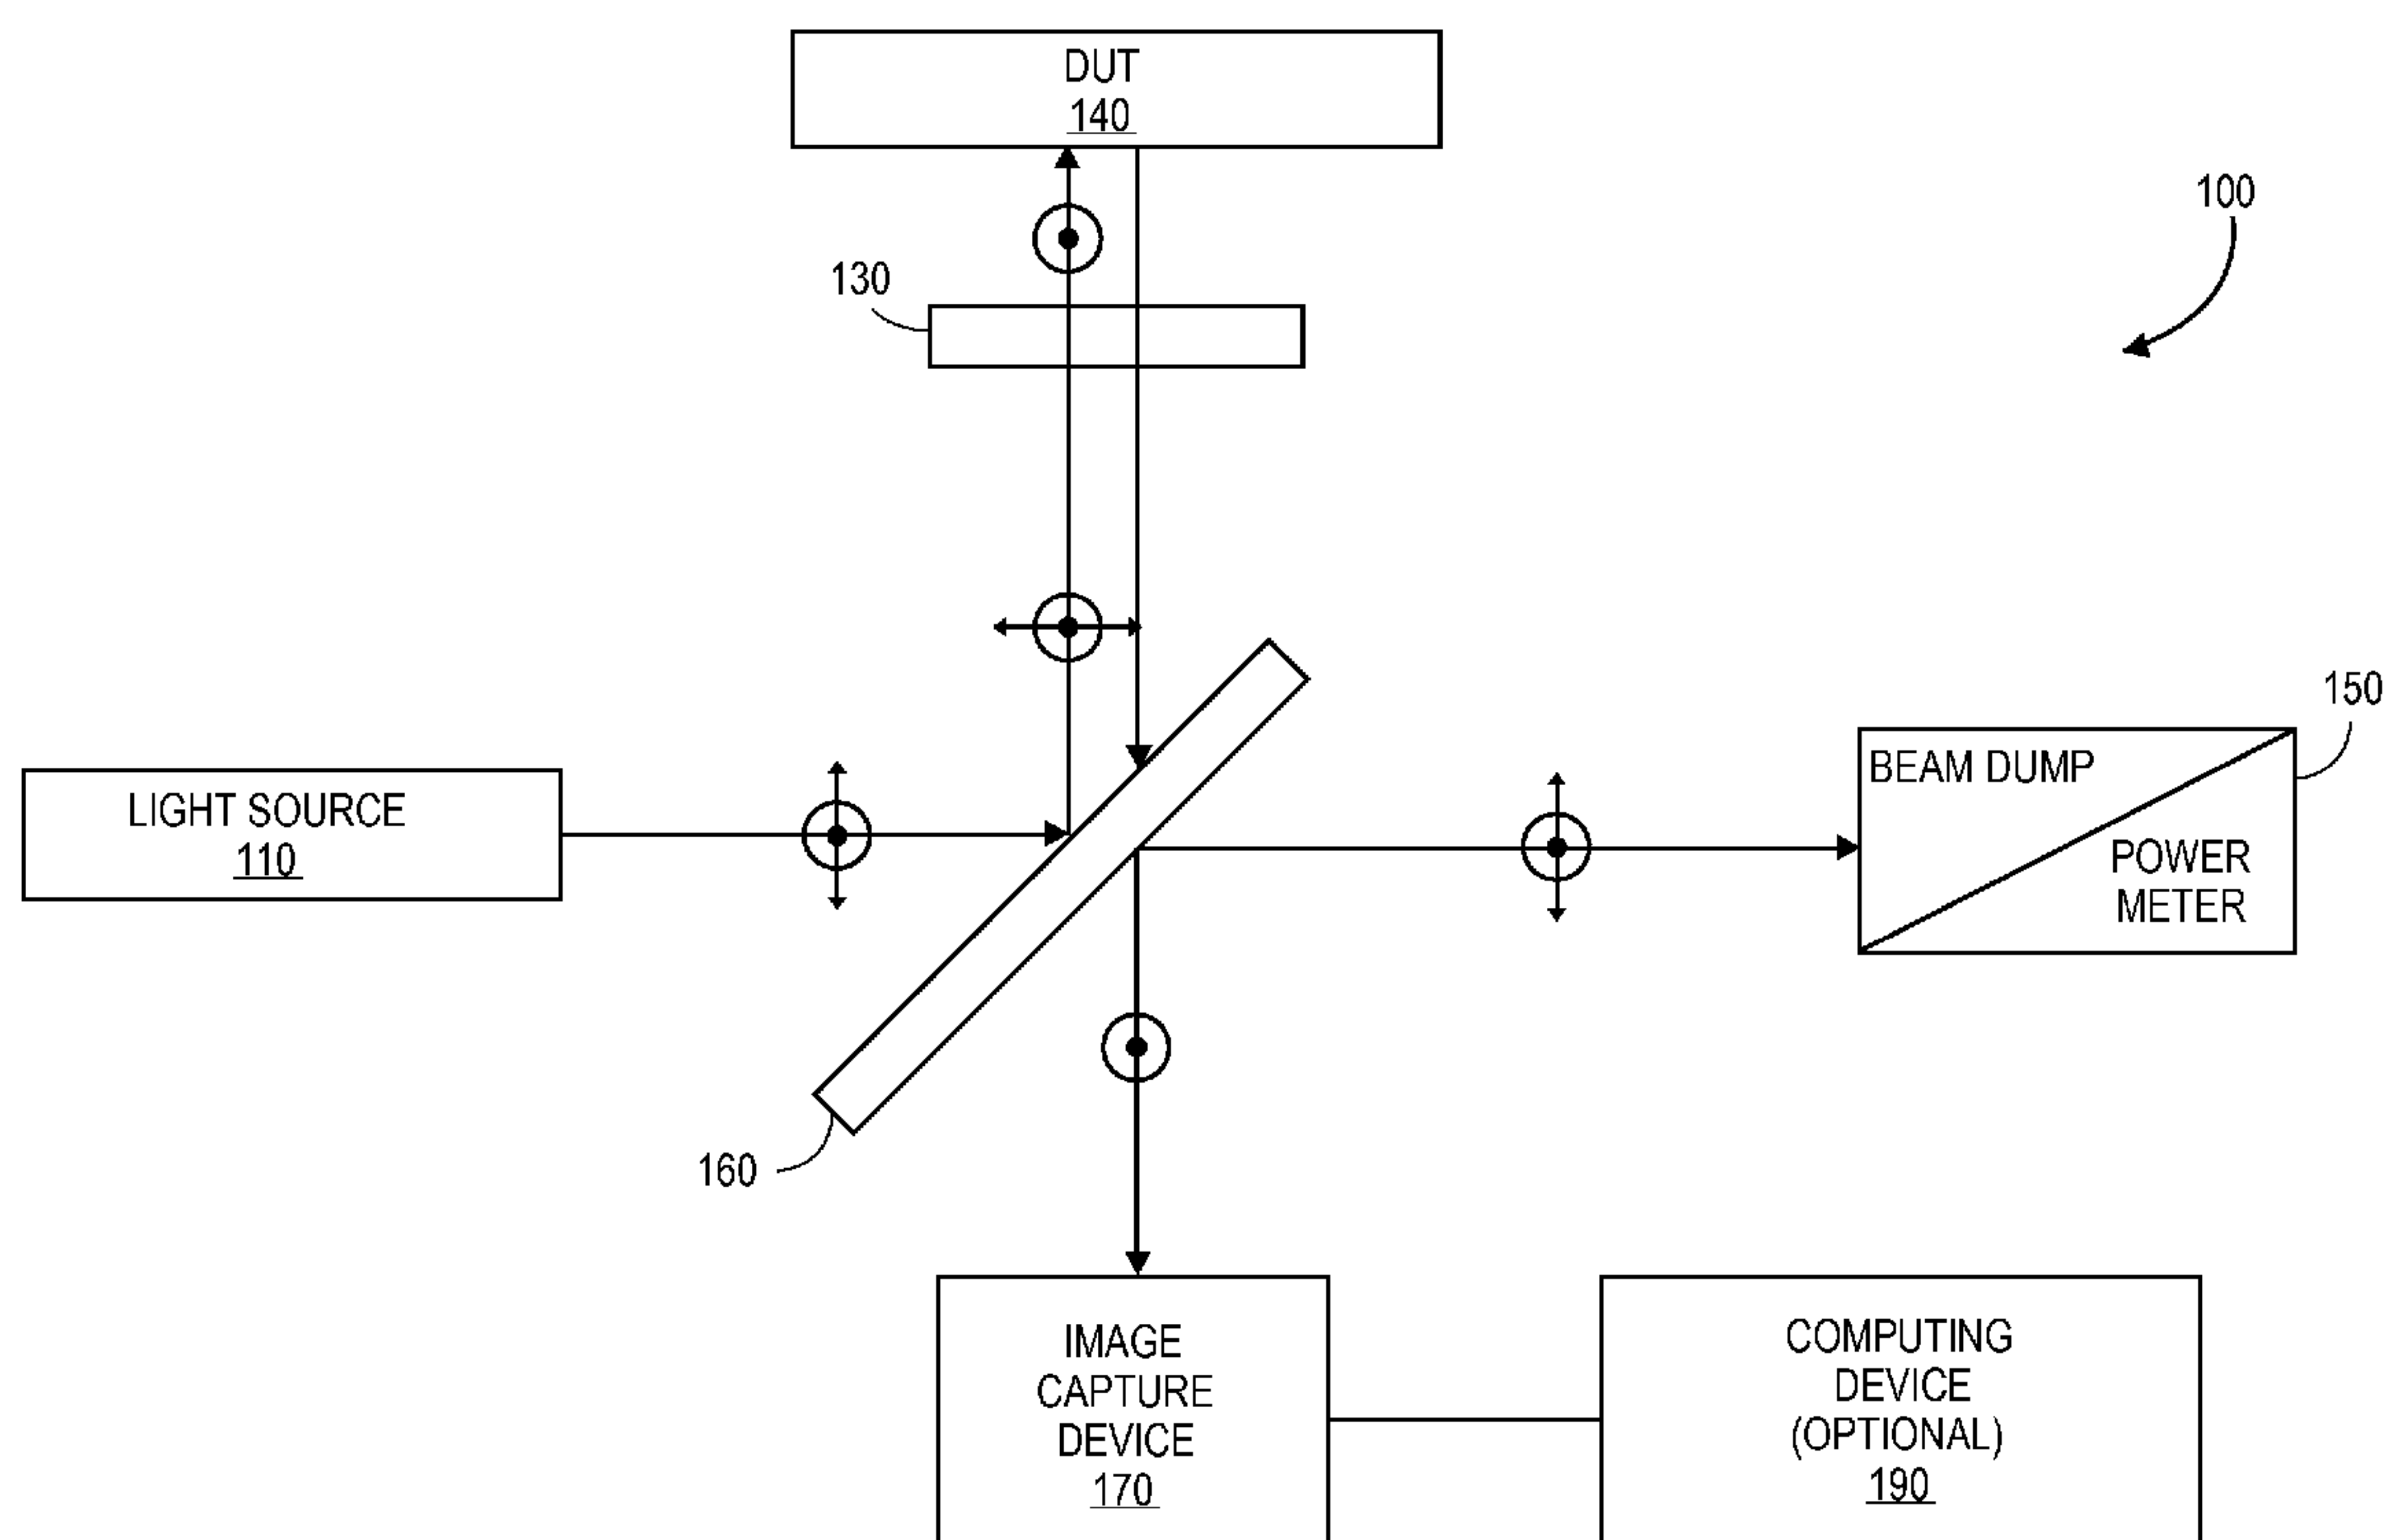 DUT
140
100
130
150
LIGHT SOURCE
110
BEAM DUMP
POWER
METER
160
IMAGE
CAPTURE
DEVICE
170
COMPUTING
DEVICE
(OPTIONAL)
190